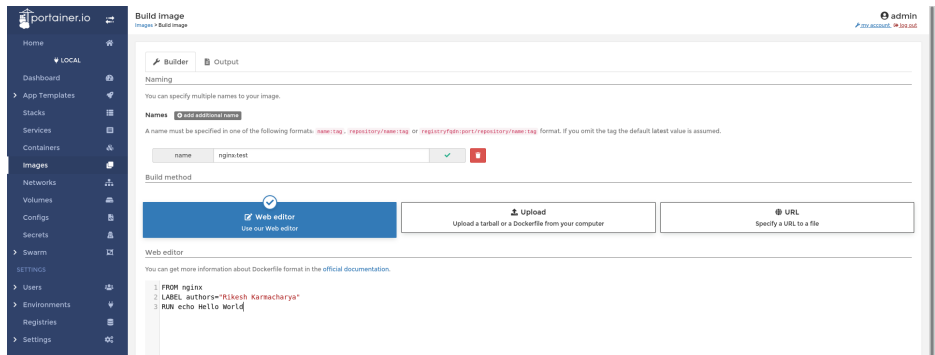 portainer.io
Home
LOCAL
Dashboard
App Templates
Stacks
Services
Containers
Images
Networks
Volumes
Configs
Secrets
Swarm
SETTINGS
Users
Environments
Registries
Settings
Build image
Images > Build image
admin
my account log out
Builder Output
Naming
You can specify multiple names to your image.
Names add additional name
A name must be specified in one of the following formats: name:tag, repository/name:tag or registryfqdn:port/repository/name:tag format. If you omit the tag the default latest value is assumed.
name nginx:test
Build method
Web editor
Use our Web editor
Upload
Upload a tarball or a Dockerfile from your computer
URL
Specify a URL to a file
Web editor
You can get more information about Dockerfile format in the official documentation.
1 FROM nginx
2 LABEL authors="Rikesh Karmacharya"
3 RUN echo Hello World